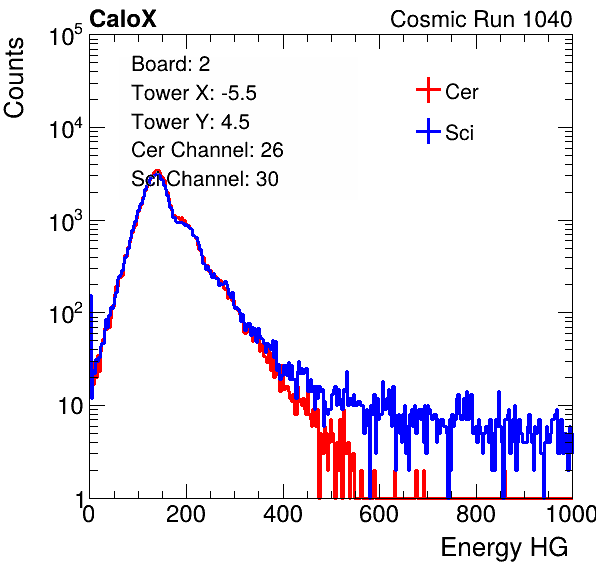 CaloX Cosmic Run 1040
Counts
10^5
10^4
10^3
10^2
10
1
Board: 2
Tower X: -5.5
Tower Y: 4.5
Cer Channel: 26
Sci Channel: 30
Cer
Sci
0 200 400 600 800 1000
Energy HG